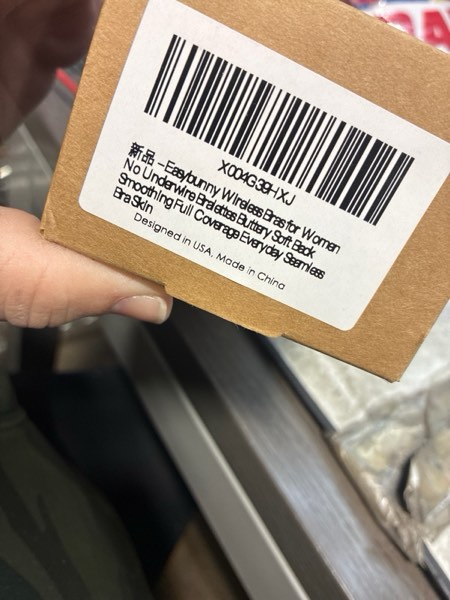 X004G39HXJ
新品 - Easybunny Wireless Bras for Women
No Underwire Bralettes Buttery Soft Back
Smoothing Full Coverage Everyday Seamless
Bra Skin
Designed in USA, Made in China